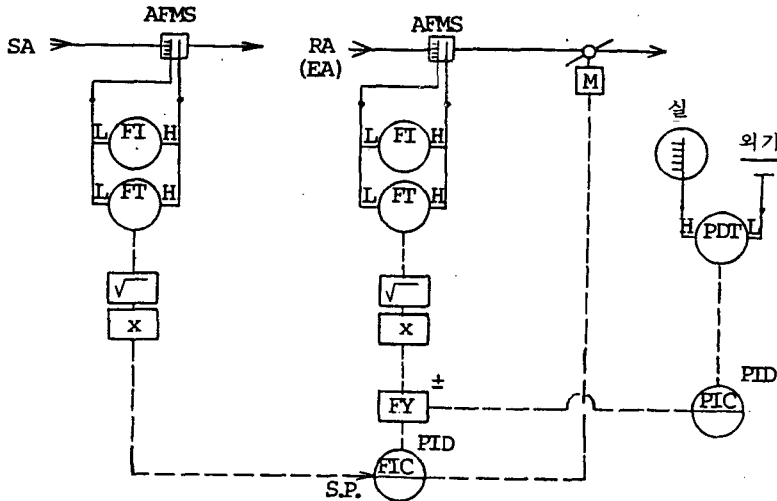 AFMS
AFMS
SA
RA
(EA)
M
실
외기
L FI H
L FI H
L FT H
L FT H
H PDT L
√
√
x
x
±
PID
FY
PIC
PID
FIC
S.P.